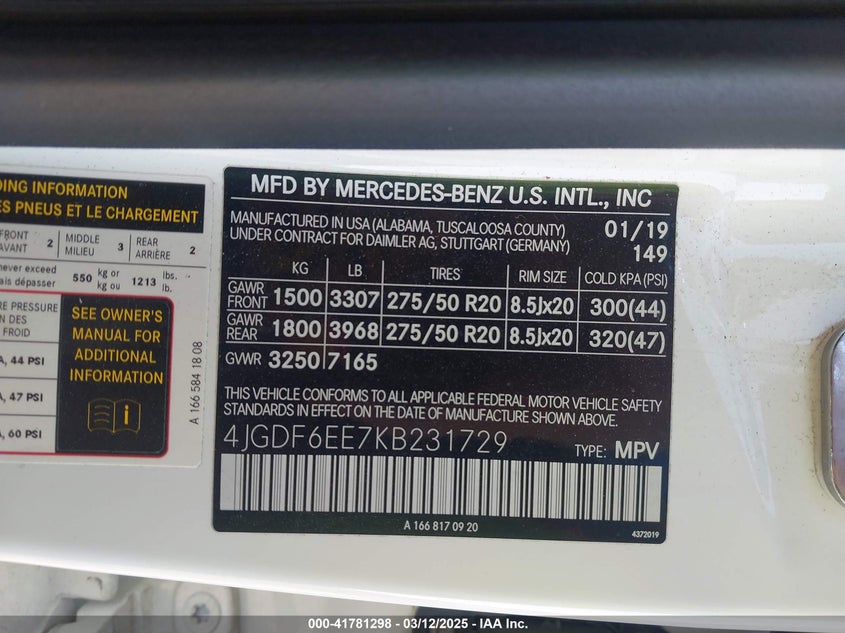 DING INFORMATION
ES PNEUS ET LE CHARGEMENT
FRONT
AVANT
2
MIDDLE
MILIEU
3
REAR
ARRIÈRE
2
never exceed
ais dépasser
550
kg or
kg ou
1213
lbs.
lb.
RE PRESSURE
N DES
FROID
A, 44 PSI
A, 47 PSI
A, 60 PSI
SEE OWNER'S
MANUAL FOR
ADDITIONAL
INFORMATION
A 166 584 18 08
MFD BY MERCEDES-BENZ U.S. INTL., INC
MANUFACTURED IN USA (ALABAMA, TUSCALOOSA COUNTY) 01/19
UNDER CONTRACT FOR DAIMLER AG, STUTTGART (GERMANY) 149
KG LB TIRES RIM SIZE COLD KPA (PSI)
GAWR FRONT 1500 3307 275/50 R20 8.5Jx20 300(44)
GAWR REAR 1800 3968 275/50 R20 8.5Jx20 320(47)
GVWR 3250 7165
THIS VEHICLE CONFORMS TO ALL APPLICABLE FEDERAL MOTOR VEHICLE SAFETY
STANDARDS IN EFFECT ON THE DATE OF MANUFACTURE SHOWN ABOVE.
4JGDF6EE7KB231729 TYPE: MPV
A 166 817 09 20
4372019
000-41781298 - 03/12/2025 - © IAA Inc.